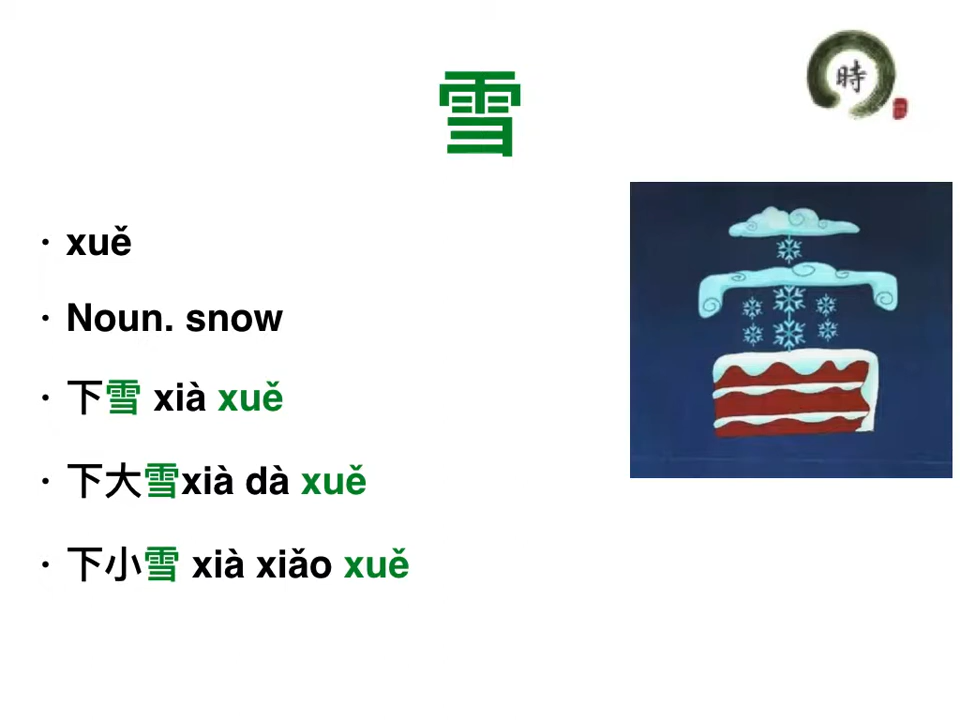 雪
時
· xuě
· Noun. snow
· 下雪 xià xuě
· 下大雪xià dà xuě
· 下小雪 xià xiǎo xuě